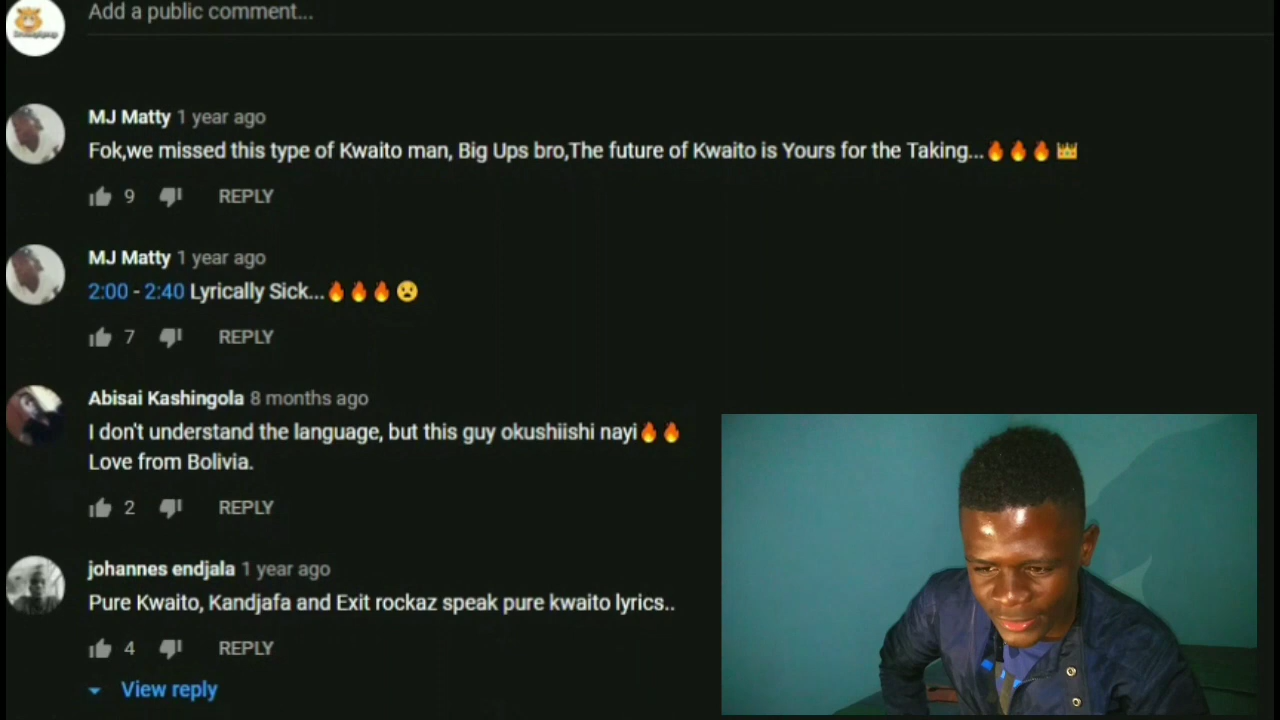 Add a public comment...
MJ Matty 1 year ago
Fok,we missed this type of Kwaito man, Big Ups bro,The future of Kwaito is Yours for the Taking...🔥🔥🔥👑
9 REPLY
MJ Matty 1 year ago
2:00 - 2:40 Lyrically Sick...🔥🔥🔥😧
7 REPLY
Abisai Kashingola 8 months ago
I don't understand the language, but this guy okushiishi nayi🔥🔥
Love from Bolivia.
2 REPLY
johannes endjala 1 year ago
Pure Kwaito, Kandjafa and Exit rockaz speak pure kwaito lyrics..
4 REPLY
View reply